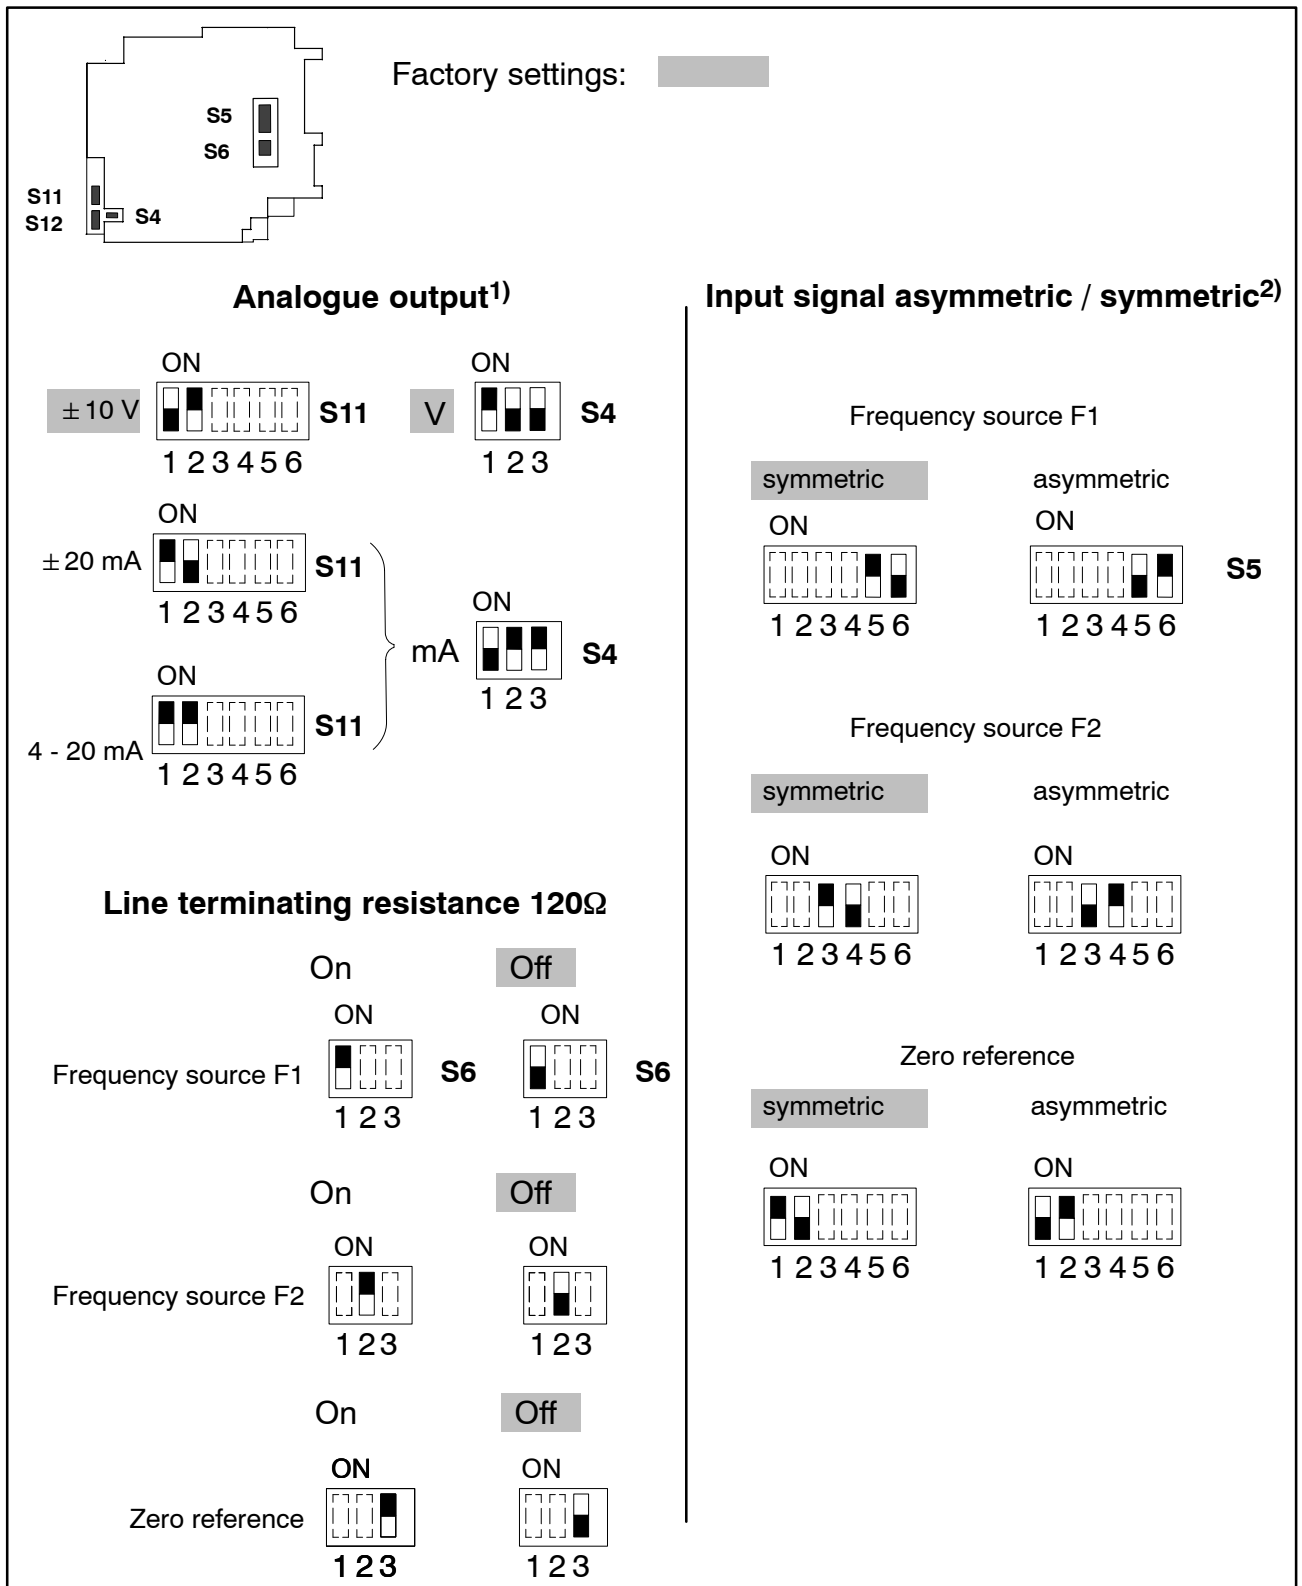 Factory settings:
S5
S6
S11
S12
S4
Analogue output1)
ON
± 10 V
S11
1 2 3 4 5 6
ON
V
S4
1 2 3
ON
± 20 mA
S11
1 2 3 4 5 6
ON
4 - 20 mA
S11
1 2 3 4 5 6
ON
mA
S4
1 2 3
Line terminating resistance 120Ω
On
Off
ON
ON
Frequency source F1
S6
S6
1 2 3
1 2 3
On
Off
ON
ON
Frequency source F2
1 2 3
1 2 3
On
Off
ON
ON
Zero reference
1 2 3
1 2 3
Input signal asymmetric / symmetric2)
Frequency source F1
symmetric
asymmetric
ON
ON
S5
1 2 3 4 5 6
1 2 3 4 5 6
Frequency source F2
symmetric
asymmetric
ON
ON
1 2 3 4 5 6
1 2 3 4 5 6
Zero reference
symmetric
asymmetric
ON
ON
1 2 3 4 5 6
1 2 3 4 5 6